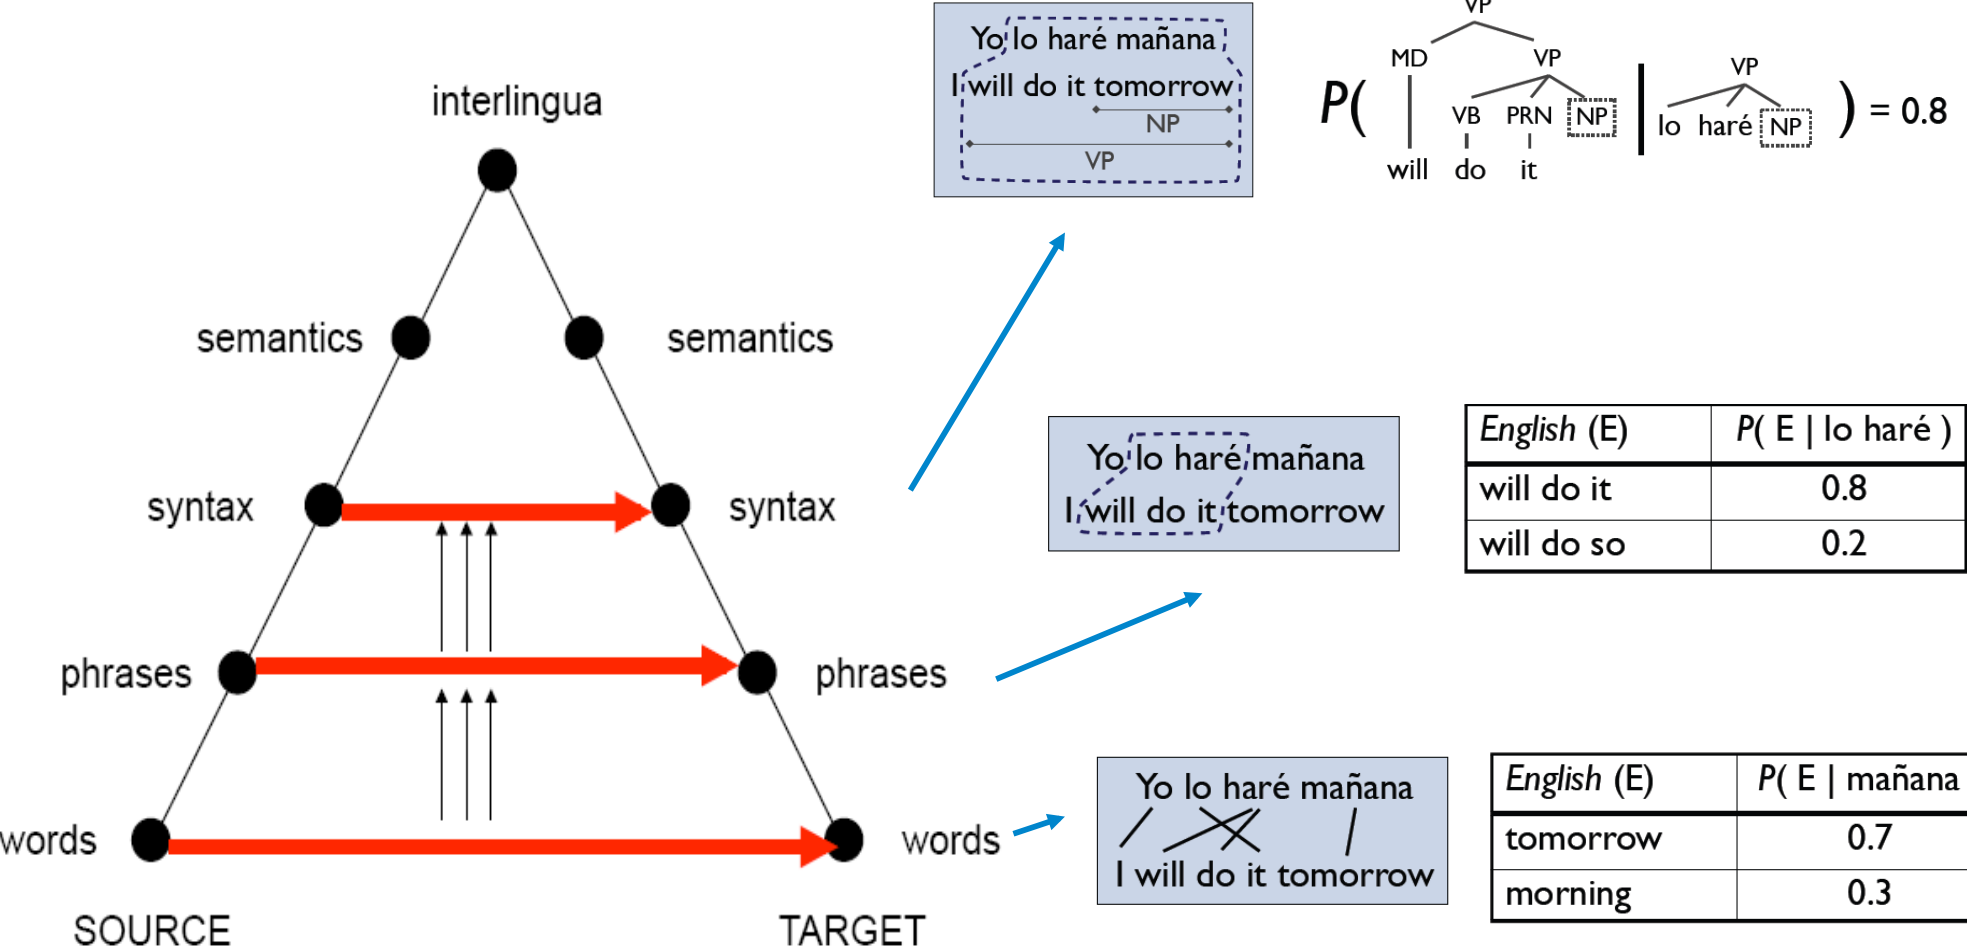 interlingua
semantics
semantics
syntax
syntax
phrases
phrases
words
words
SOURCE
TARGET
Yo lo haré mañana
I will do it tomorrow
NP
VP
VP
MD
VP
VP
P(
VB
PRN
NP
lo haré NP
) = 0.8
will
do
it
Yo lo haré mañana
I will do it tomorrow
English (E) P( E | lo haré )
will do it 0.8
will do so 0.2
Yo lo haré mañana
I will do it tomorrow
English (E) P( E | mañana
tomorrow 0.7
morning 0.3